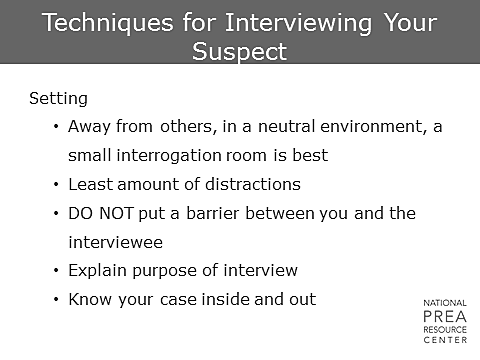 Techniques for Interviewing Your
Suspect
Setting
• Away from others, in a neutral environment, a
small interrogation room is best
• Least amount of distractions
• DO NOT put a barrier between you and the
interviewee
• Explain purpose of interview
• Know your case inside and out
NATIONAL
PREA
RESOURCE
CENTER